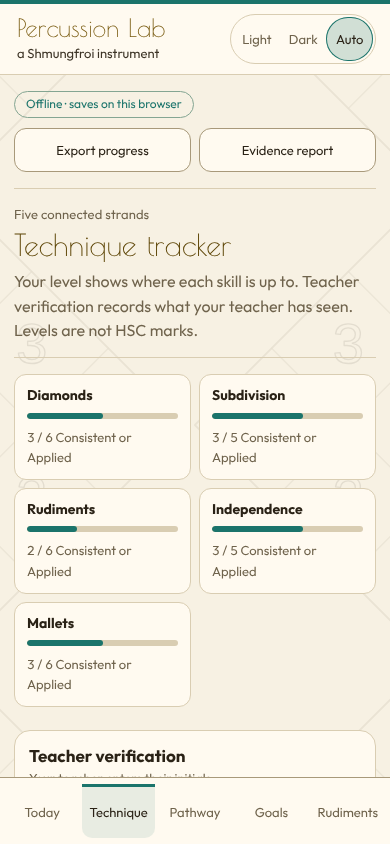 Percussion Lab
a Shmungfroi instrument
Light Dark Auto
Offline · saves on this browser
Export progress Evidence report
Five connected strands
Technique tracker
Your level shows where each skill is up to. Teacher
verification records what your teacher has seen.
Levels are not HSC marks.
3 3
Diamonds
3 / 6 Consistent or
Applied
Subdivision
3 / 5 Consistent or
Applied
Rudiments
2 / 6 Consistent or
Applied
Independence
3 / 5 Consistent or
Applied
Mallets
3 / 6 Consistent or
Applied
Teacher verification
Today Technique Pathway Goals Rudiments